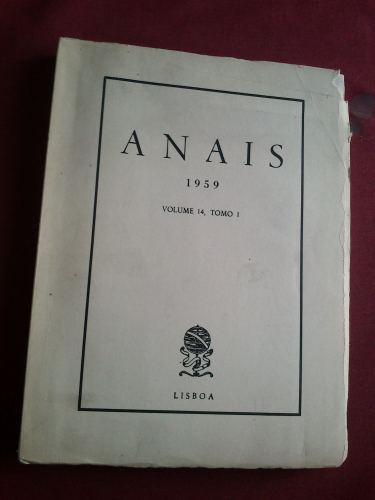 ANAIS
1959
VOLUME 14, TOMO I
LISBOA